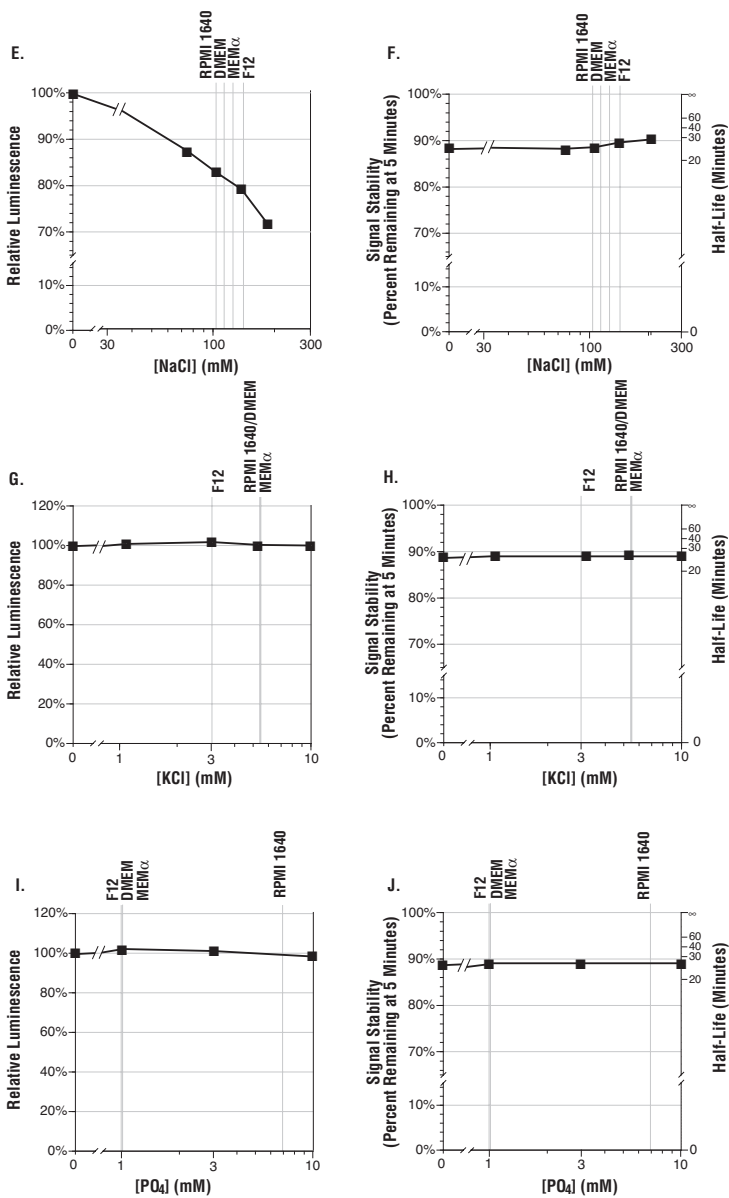 E.
RPMI 1640
DMEM
MEMα
F12
Relative Luminescence
100%
90%
80%
70%
10%
0%
0 30 100 300
[NaCl] (mM)
F.
RPMI 1640
DMEM
MEMα
F12
Signal Stability
(Percent Remaining at 5 Minutes)
100%
90%
80%
70%
10%
0%
∞
60
40
30
20
0
Half-Life (Minutes)
0 30 100 300
[NaCl] (mM)
G.
F12
RPMI 1640/DMEM
MEMα
Relative Luminescence
120%
100%
80%
60%
40%
20%
0%
0 1 3 10
[KCl] (mM)
H.
F12
RPMI 1640/DMEM
MEMα
Signal Stability
(Percent Remaining at 5 Minutes)
100%
90%
80%
70%
10%
0%
∞
60
40
30
20
0
Half-Life (Minutes)
0 1 3 10
[KCl] (mM)
I.
F12
DMEM
MEMα
RPMI 1640
Relative Luminescence
120%
100%
80%
60%
40%
20%
0%
0 1 3 10
[PO4] (mM)
J.
F12
DMEM
MEMα
RPMI 1640
Signal Stability
(Percent Remaining at 5 Minutes)
100%
90%
80%
70%
10%
0%
∞
60
40
30
20
0
Half-Life (Minutes)
0 1 3 10
[PO4] (mM)